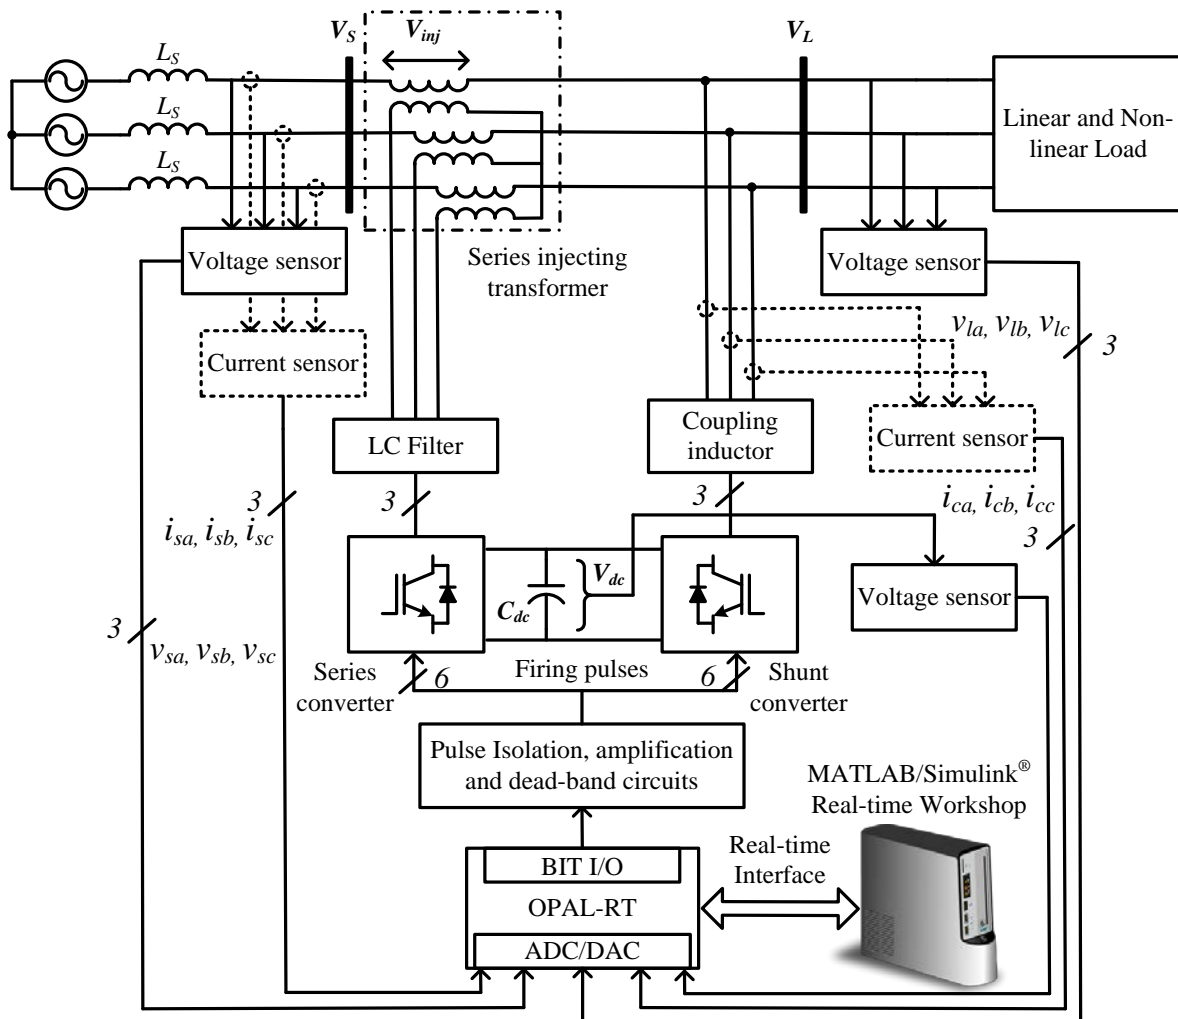 V_S
V_inj
V_L
L_S
L_S
L_S
Linear and Non-
linear Load
Voltage sensor
Series injecting
transformer
Voltage sensor
Current sensor
v_la, v_lb, v_lc
3
LC Filter
Coupling
inductor
Current sensor
3
i_sa, i_sb, i_sc
3
3
i_ca, i_cb, i_cc
3
V_dc
C_dc
Voltage sensor
3
v_sa, v_sb, v_sc
Series
converter
6
Firing pulses
6
Shunt
converter
Pulse Isolation, amplification
and dead-band circuits
MATLAB/Simulink®
Real-time Workshop
Real-time
Interface
BIT I/O
OPAL-RT
ADC/DAC